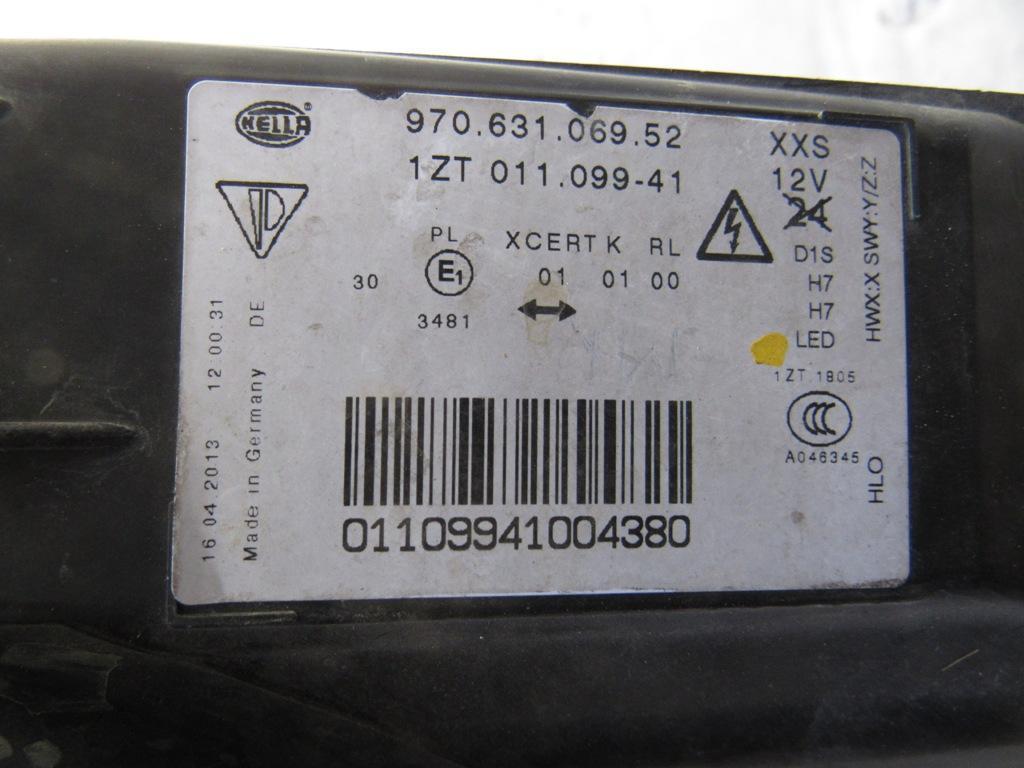 HELLA®
970.631.069.52
1ZT 011.099-41
XXS
12V
24
D1S
H7
H7
LED
1ZT 1805
CCC
A046345
PL XCERT K RL
30 E1 01 01 00
3481
HWX:X SWY:Y/Z:Z
HLO
16 04 2013 12:00:31
Made in Germany DE
01109941004380